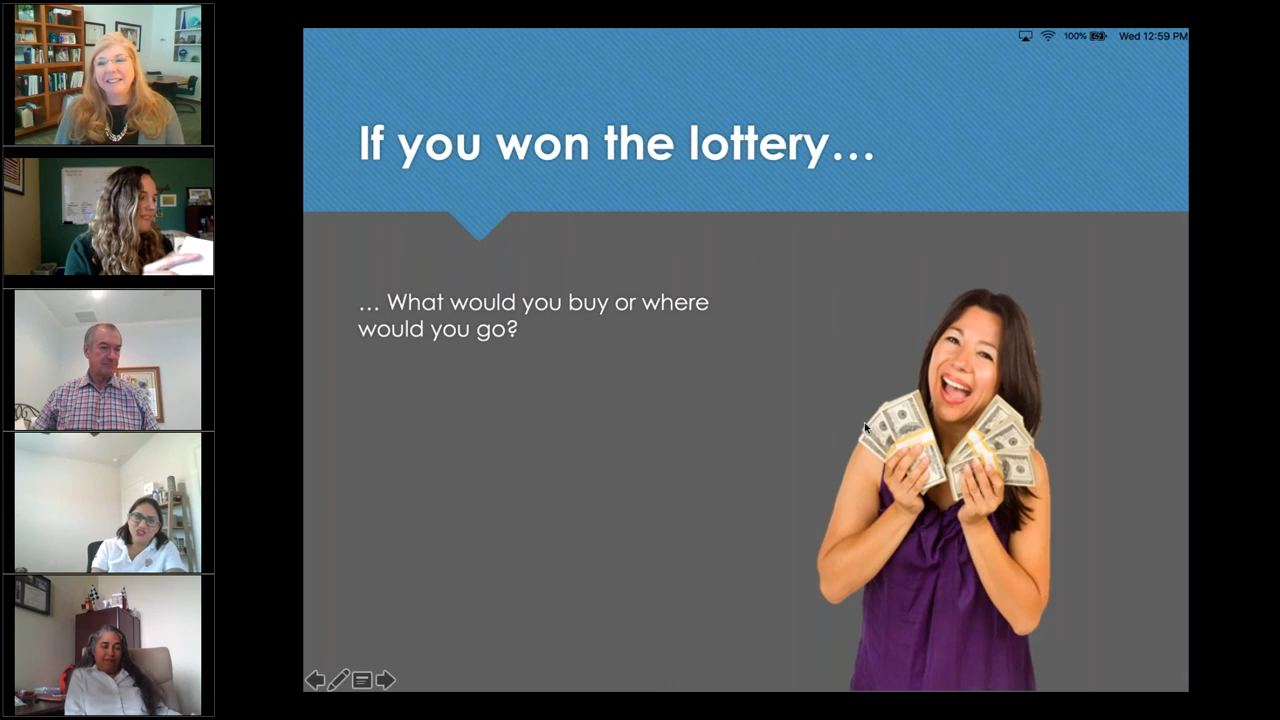 100% Wed 12:59 PM
If you won the lottery...
... What would you buy or where
would you go?